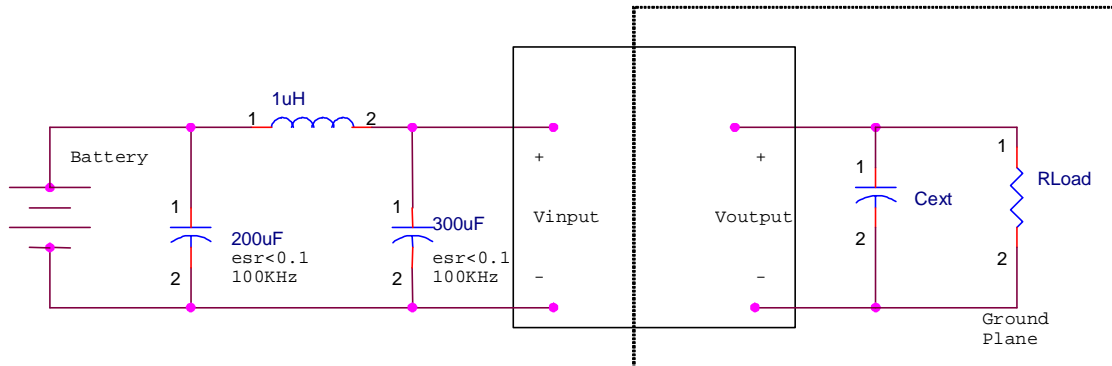 1uH
1
2
Battery
+
+
1
1
RLoad
1
1
Cext
200uF
300uF
Vinput
Voutput
esr<0.1
esr<0.1
2
100KHz
100KHz
2
2
2
-
-
Ground
Plane